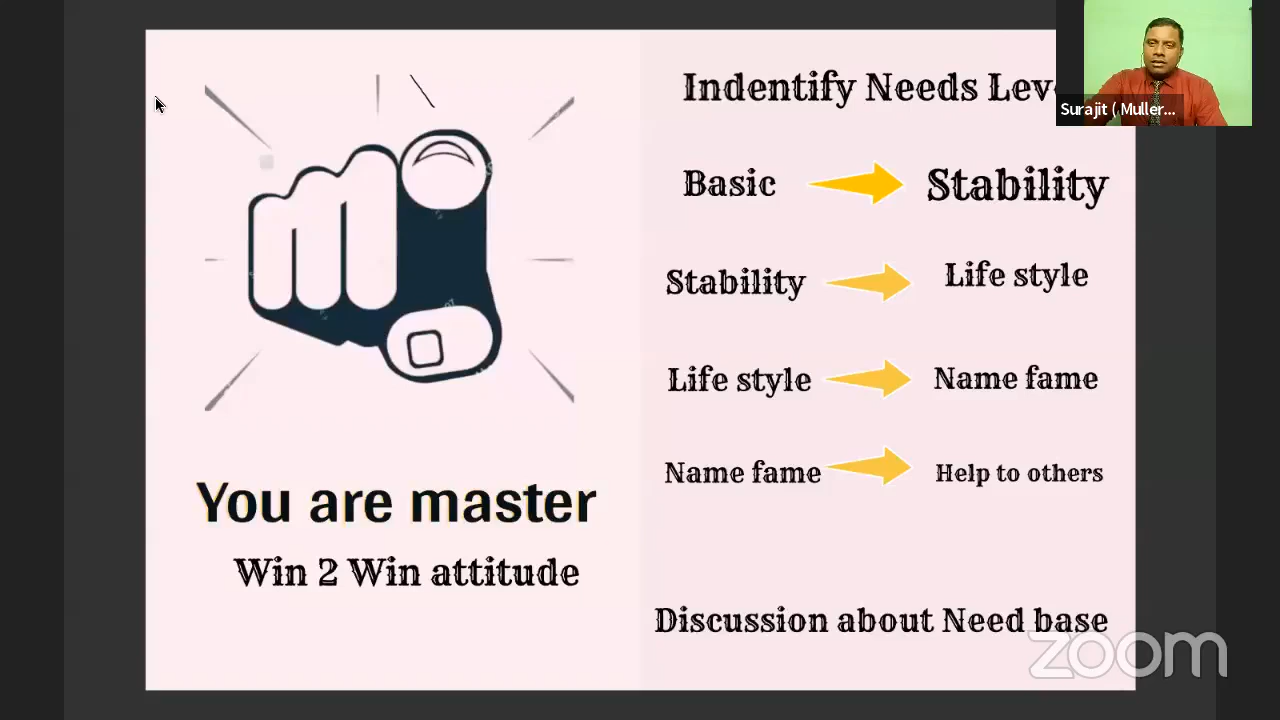 Indentify Needs Leve
Surajit ( Muller...
Basic Stability
Stability Life style
Life style Name fame
Name fame Help to others
You are master
Win 2 Win attitude
Discussion about Need base
zoom